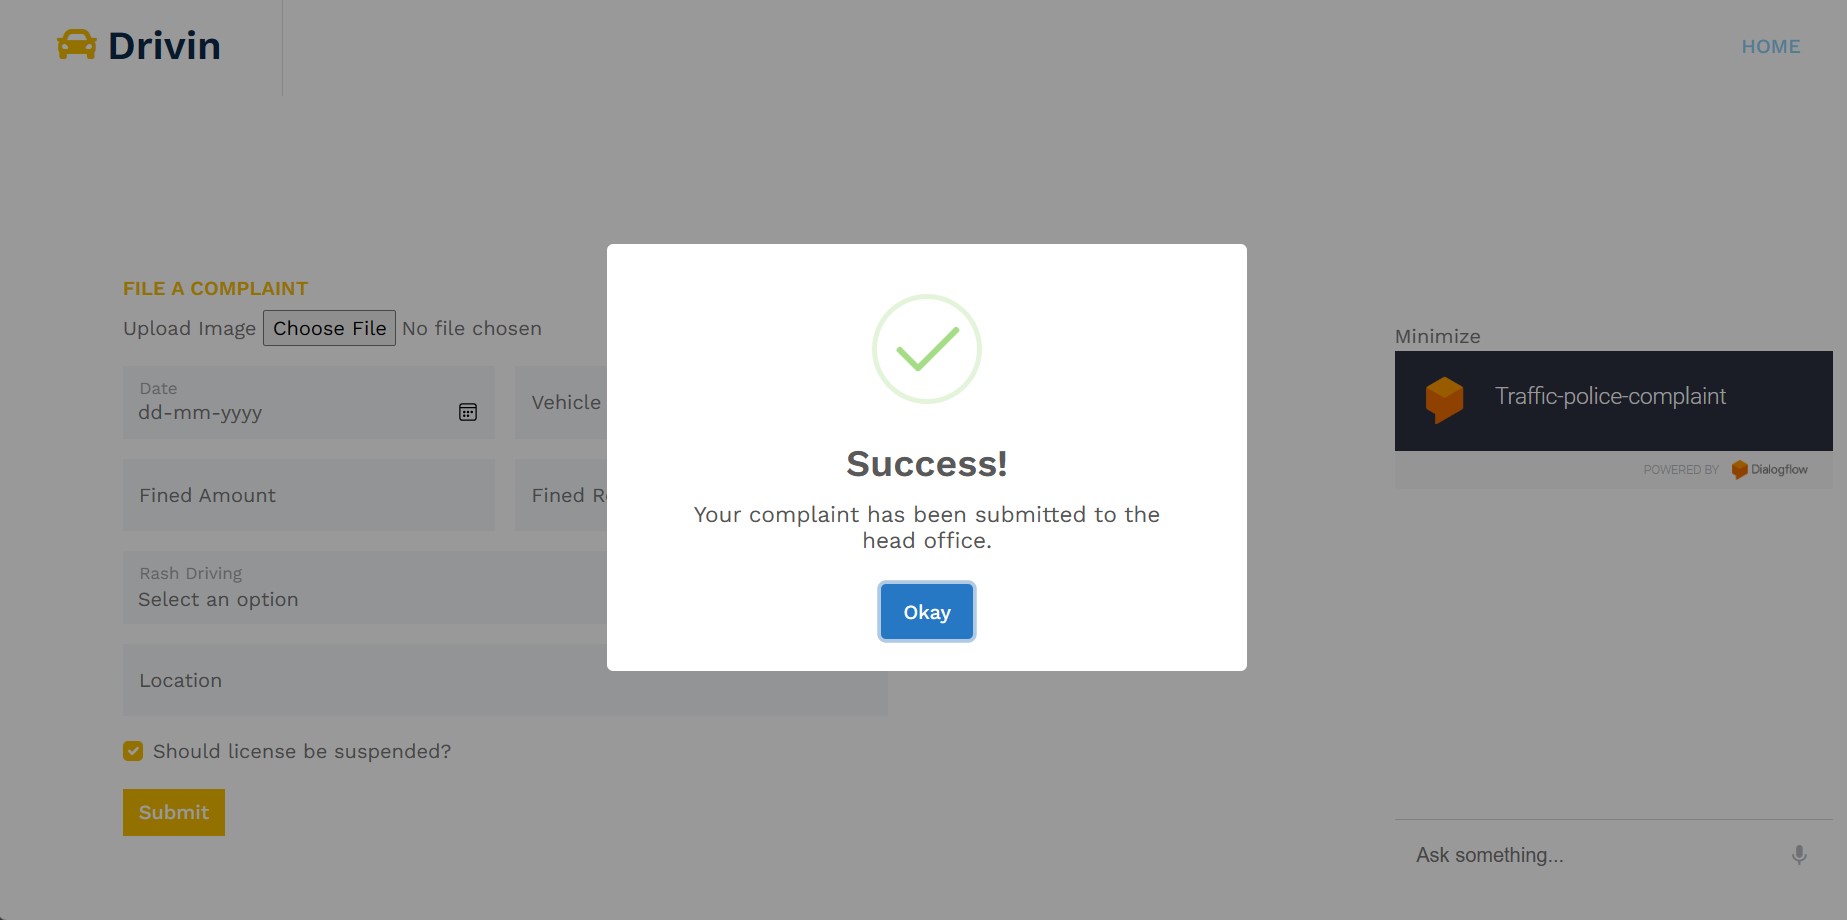 Drivin
HOME
FILE A COMPLAINT
Upload Image Choose File No file chosen
Date
dd-mm-yyyy
Vehicle
Fined Amount
Fined
Rash Driving
Select an option
Location
Should license be suspended?
Submit
Success!
Your complaint has been submitted to the
head office.
Okay
Minimize
Traffic-police-complaint
POWERED BY Dialogflow
Ask something...